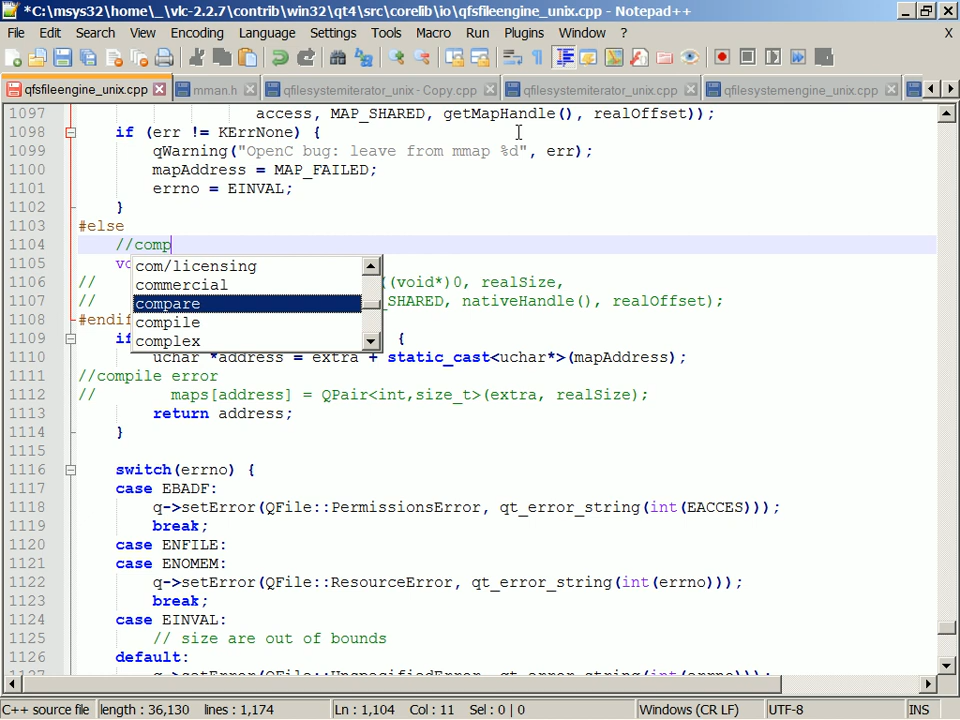 *C:\msys32\home\_\vlc-2.2.7\contrib\win32\qt4\src\corelib\io\qfsfileengine_unix.cpp - Notepad++
File Edit Search View Encoding Language Settings Tools Macro Run Plugins Window ? X
qfsfileengine_unix.cpp mman.h qfilesystemiterator_unix - Copy.cpp qfilesystemiterator_unix.cpp qfilesystemengine_unix.cpp
1097 access, MAP_SHARED, getMapHandle(), realOffset));
1098 if (err != KErrNone) {
1099 qWarning("OpenC bug: leave from mmap %d", err);
1100 mapAddress = MAP_FAILED;
1101 errno = EINVAL;
1102 }
1103 #else
1104 //comp
com/licensing
commercial
compare
compile
complex
1105
1106 // ((void*)0, realSize,
1107 // SHARED, nativeHandle(), realOffset);
1108 #endif
1109 {
1110 uchar *address = extra + static_cast<uchar*>(mapAddress);
1111 //compile error
1112 // maps[address] = QPair<int,size_t>(extra, realSize);
1113 return address;
1114 }
1115
1116 switch(errno) {
1117 case EBADF:
1118 q->setError(QFile::PermissionsError, qt_error_string(int(EACCES)));
1119 break;
1120 case ENFILE:
1121 case ENOMEM:
1122 q->setError(QFile::ResourceError, qt_error_string(int(errno)));
1123 break;
1124 case EINVAL:
1125 // size are out of bounds
1126 default:
1127 q->setError(QFile::UnspecifiedError, qt_error_string(int(errno)));
C++ source file length : 36,130 lines : 1,174 Ln : 1,104 Col : 11 Sel : 0 | 0 Windows (CR LF) UTF-8 INS